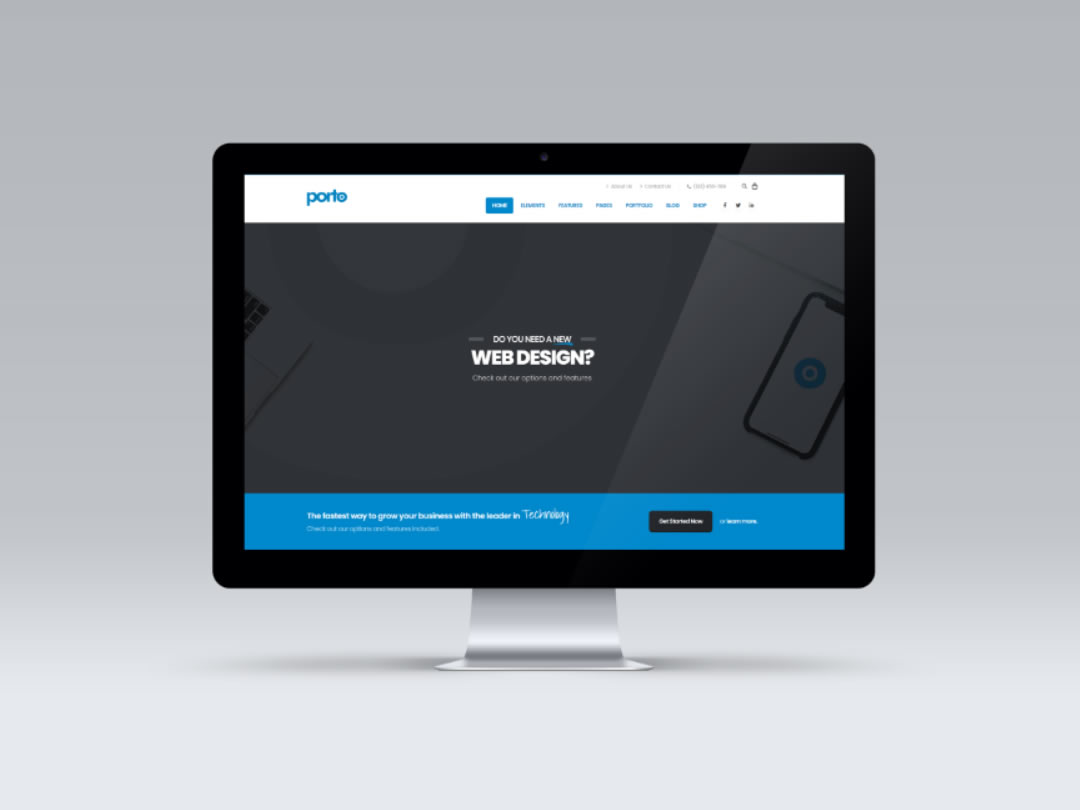 porto
About Us Contact Us (123) 456-789
HOME ELEMENTS FEATURES PAGES PORTFOLIO BLOG SHOP
DO YOU NEED A NEW
WEB DESIGN?
Check out our options and features
The fastest way to grow your business with the leader in Technology
Check out our options and features included.
Get Started Now or learn more.